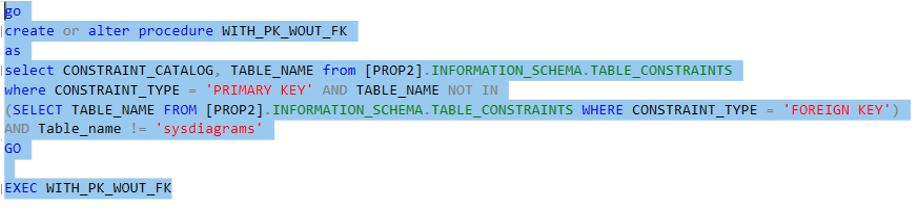 go
create or alter procedure WITH_PK_WOUT_FK
as
select CONSTRAINT_CATALOG, TABLE_NAME from [PROP2].INFORMATION_SCHEMA.TABLE_CONSTRAINTS
where CONSTRAINT_TYPE = 'PRIMARY KEY' AND TABLE_NAME NOT IN
(SELECT TABLE_NAME FROM [PROP2].INFORMATION_SCHEMA.TABLE_CONSTRAINTS WHERE CONSTRAINT_TYPE = 'FOREIGN KEY')
AND Table_name != 'sysdiagrams'
GO
EXEC WITH_PK_WOUT_FK